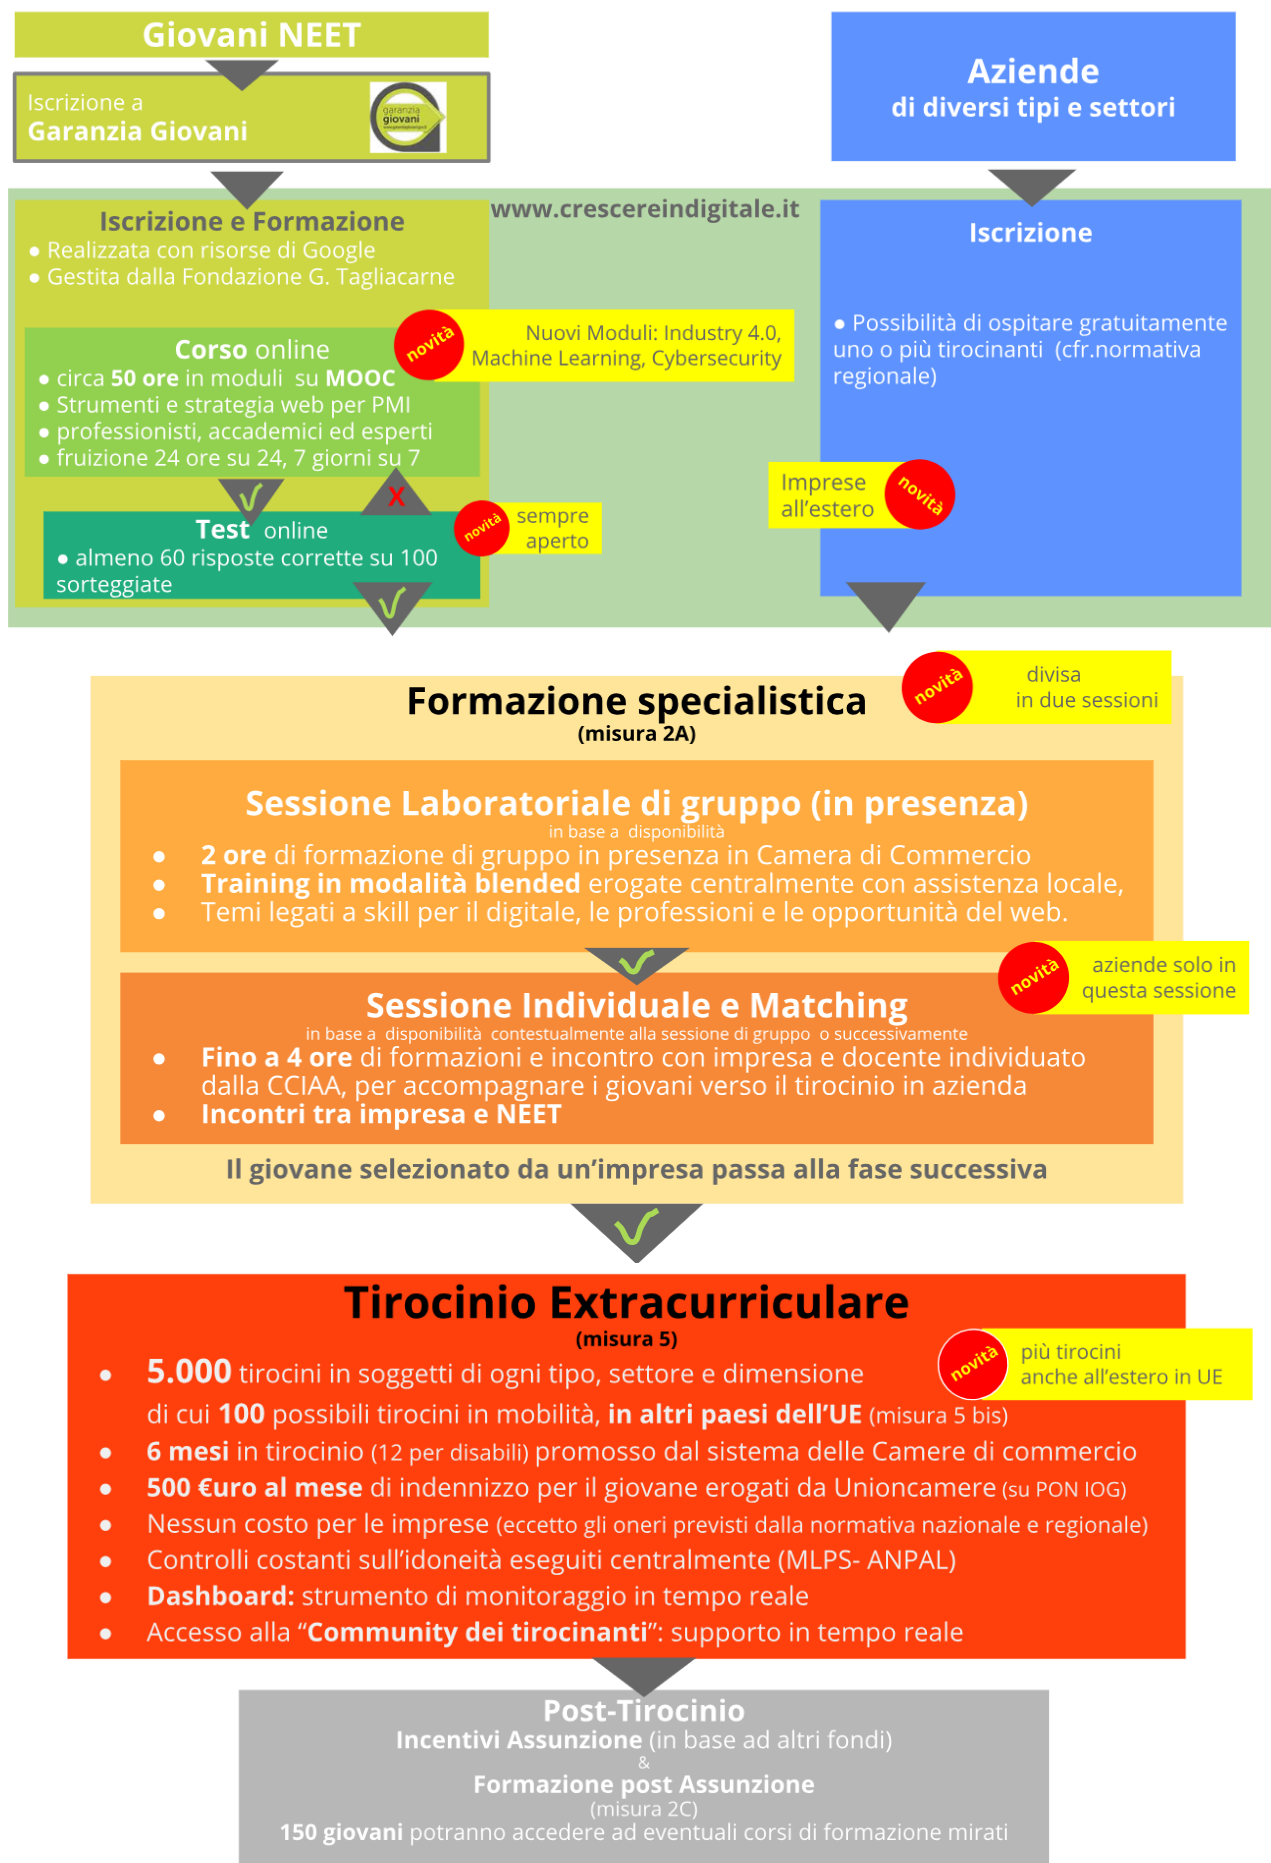 Giovani NEET
Iscrizione a
Garanzia Giovani
garanzia
giovani
Aziende
di diversi tipi e settori
www.crescereindigitale.it
Iscrizione e Formazione
● Realizzata con risorse di Google
● Gestita dalla Fondazione G. Tagliacarne
Corso online
● circa 50 ore in moduli su MOOC
● Strumenti e strategia web per PMI
● professionisti, accademici ed esperti
● fruizione 24 ore su 24, 7 giorni su 7
novità
Nuovi Moduli: Industry 4.0,
Machine Learning, Cybersecurity
X
Test online
● almeno 60 risposte corrette su 100
sorteggiate
novità
sempre
aperto
Iscrizione
● Possibilità di ospitare gratuitamente
uno o più tirocinanti (cfr.normativa
regionale)
Imprese
all'estero
novità
Formazione specialistica
(misura 2A)
novità
divisa
in due sessioni
Sessione Laboratoriale di gruppo (in presenza)
in base a disponibilità
● 2 ore di formazione di gruppo in presenza in Camera di Commercio
● Training in modalità blended erogate centralmente con assistenza locale,
● Temi legati a skill per il digitale, le professioni e le opportunità del web.
novità
aziende solo in
questa sessione
Sessione Individuale e Matching
in base a disponibilità contestualmente alla sessione di gruppo o successivamente
● Fino a 4 ore di formazioni e incontro con impresa e docente individuato
dalla CCIAA, per accompagnare i giovani verso il tirocinio in azienda
● Incontri tra impresa e NEET
Il giovane selezionato da un'impresa passa alla fase successiva
Tirocinio Extracurriculare
(misura 5)
novità
più tirocini
anche all'estero in UE
● 5.000 tirocini in soggetti di ogni tipo, settore e dimensione
di cui 100 possibili tirocini in mobilità, in altri paesi dell'UE (misura 5 bis)
● 6 mesi in tirocinio (12 per disabili) promosso dal sistema delle Camere di commercio
● 500 €uro al mese di indennizzo per il giovane erogati da Unioncamere (su PON IOG)
● Nessun costo per le imprese (eccetto gli oneri previsti dalla normativa nazionale e regionale)
● Controlli costanti sull'idoneità eseguiti centralmente (MLPS- ANPAL)
● Dashboard: strumento di monitoraggio in tempo reale
● Accesso alla “Community dei tirocinanti”: supporto in tempo reale
Post-Tirocinio
Incentivi Assunzione (in base ad altri fondi)
&
Formazione post Assunzione
(misura 2C)
150 giovani potranno accedere ad eventuali corsi di formazione mirati